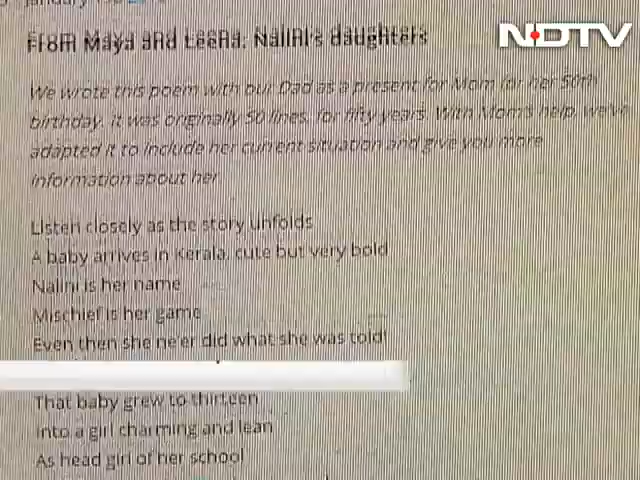 NDTV
From Maya and Leena: Nalini's daughters
We wrote this poem with our Dad as a present for Mom for her 50th
birthday. It was originally 50 lines, for fifty years. With Mom's help, we've
adapted it to include her current situation and give you more
information about her.
Listen closely as the story unfolds
A baby arrives in Kerala, cute but very bold
Nalini is her name
Mischief is her game
Even then she ne'er did what she was told!
That baby grew to thirteen
Into a girl charming and lean
As head girl of her school